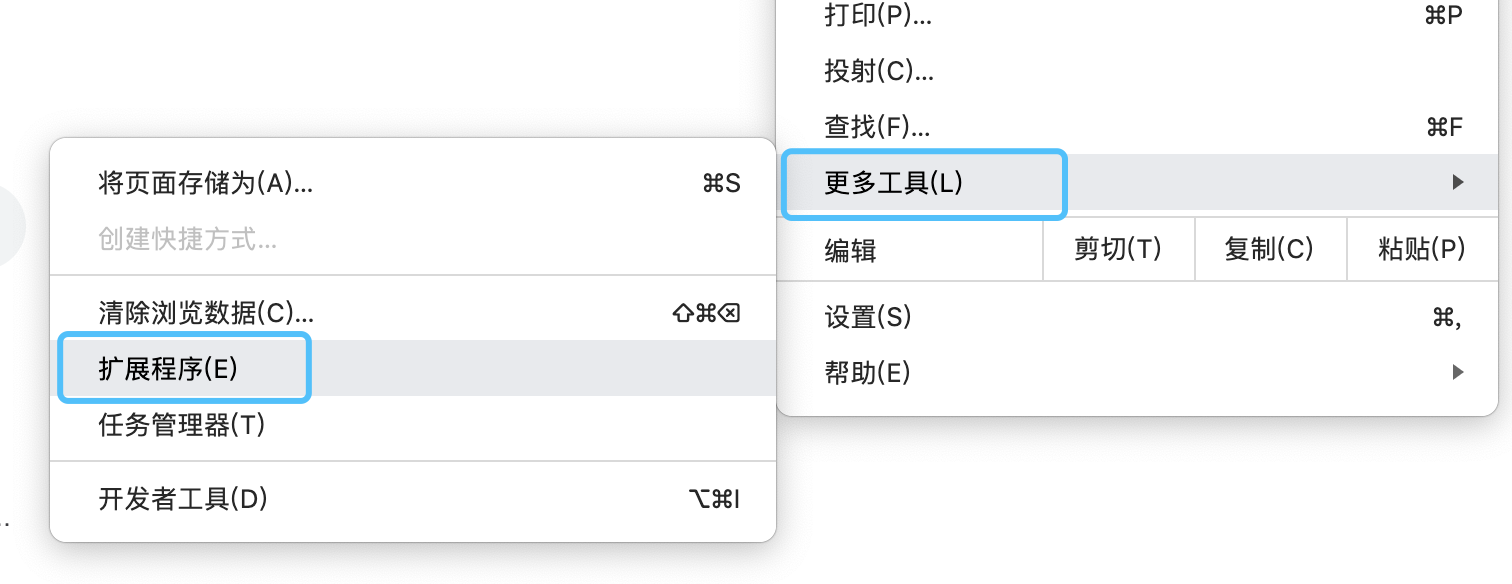 打印(P)... ⌘P
投射(C)...
查找(F)... ⌘F
更多工具(L) ▶
编辑 剪切(T) 复制(C) 粘贴(P)
设置(S) ⌘,
帮助(E) ▶
将页面存储为(A)... ⌘S
创建快捷方式...
清除浏览数据(C)... ⇧⌘⌫
扩展程序(E)
任务管理器(T)
开发者工具(D) ⌥⌘I
..